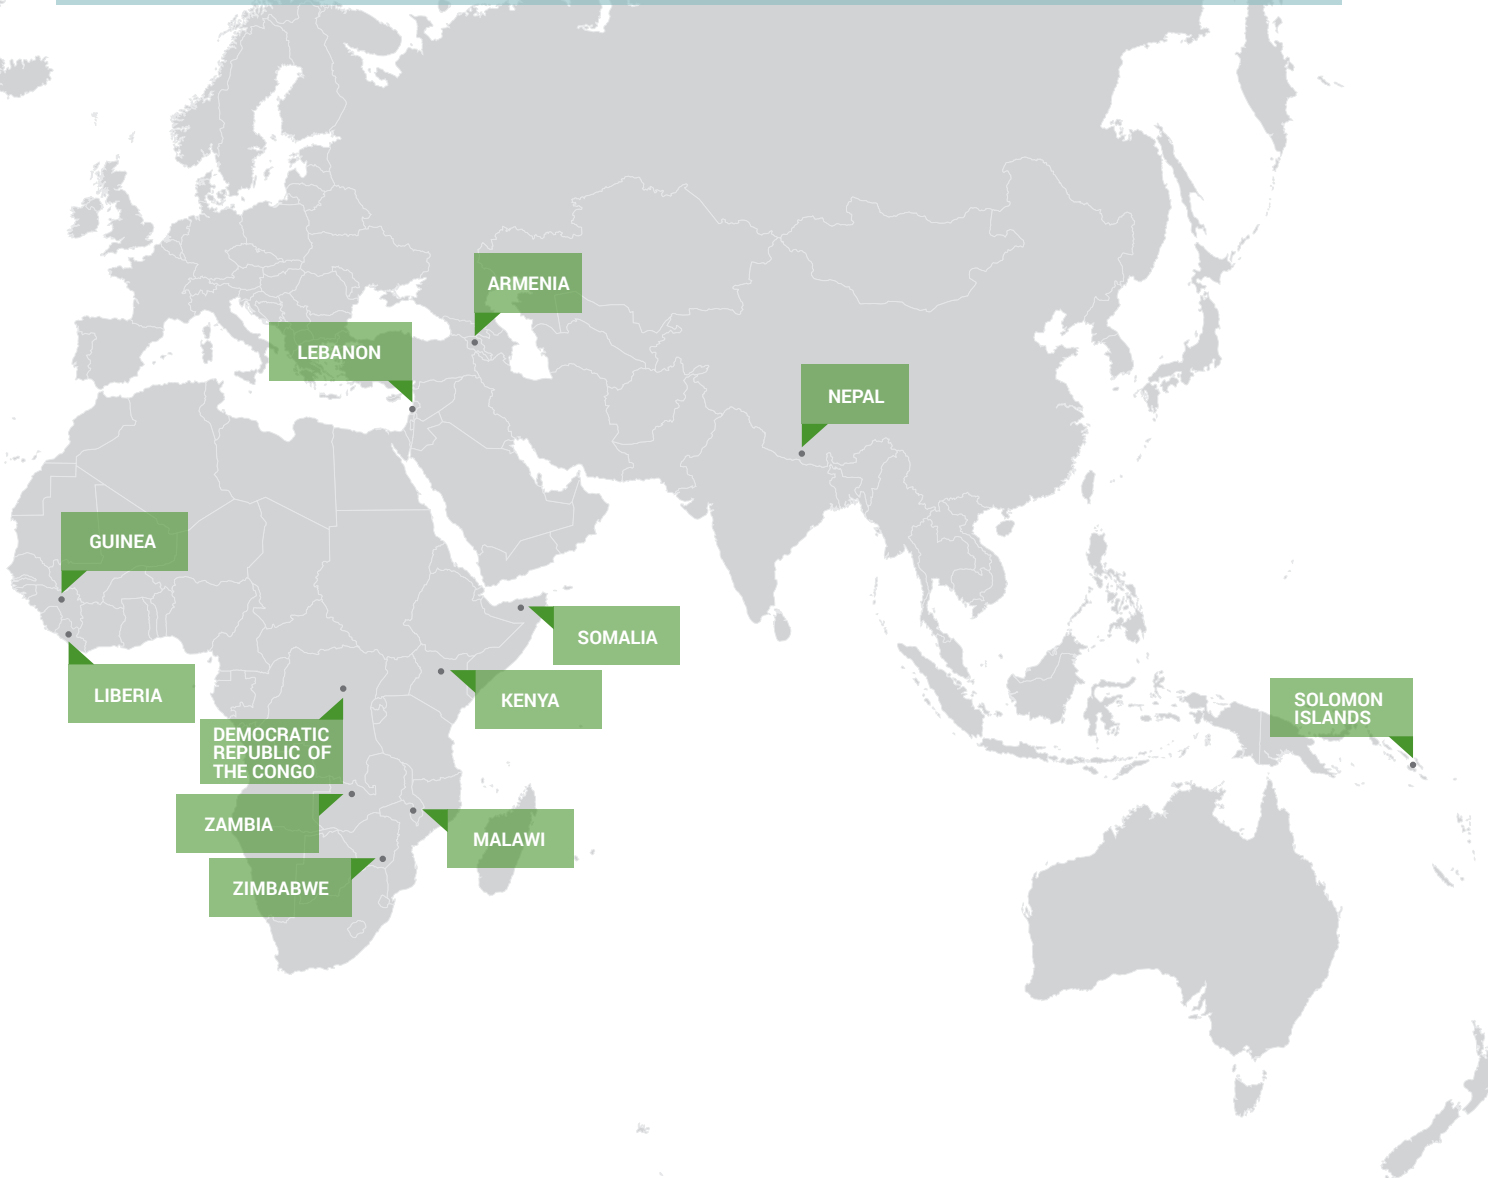 ARMENIA
LEBANON
NEPAL
GUINEA
SOMALIA
LIBERIA
KENYA
SOLOMON
ISLANDS
DEMOCRATIC
REPUBLIC OF
THE CONGO
ZAMBIA
MALAWI
ZIMBABWE